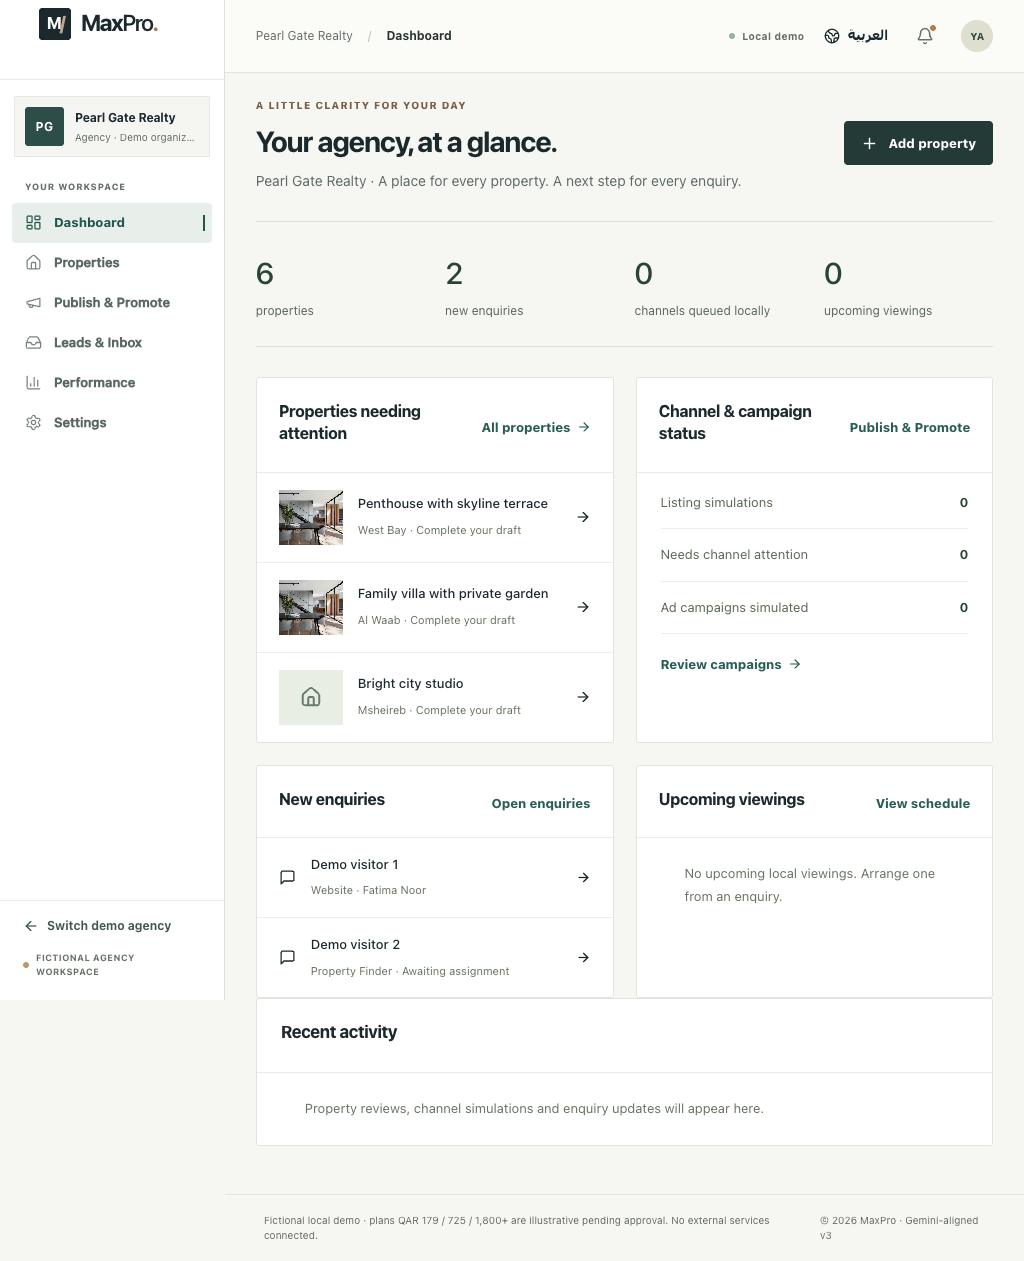 M/ MaxPro.
Pearl Gate Realty / Dashboard
Local demo
العربية
YA
PG
Pearl Gate Realty
Agency · Demo organiz...
YOUR WORKSPACE
Dashboard
Properties
Publish & Promote
Leads & Inbox
Performance
Settings
Switch demo agency
FICTIONAL AGENCY
WORKSPACE
A LITTLE CLARITY FOR YOUR DAY
Your agency, at a glance.
Pearl Gate Realty · A place for every property. A next step for every enquiry.
Add property
6
properties
2
new enquiries
0
channels queued locally
0
upcoming viewings
Properties needing
attention
All properties
Penthouse with skyline terrace
West Bay · Complete your draft
Family villa with private garden
Al Waab · Complete your draft
Bright city studio
Msheireb · Complete your draft
Channel & campaign
status
Publish & Promote
Listing simulations 0
Needs channel attention 0
Ad campaigns simulated 0
Review campaigns
New enquiries
Open enquiries
Demo visitor 1
Website · Fatima Noor
Demo visitor 2
Property Finder · Awaiting assignment
Upcoming viewings
View schedule
No upcoming local viewings. Arrange one
from an enquiry.
Recent activity
Property reviews, channel simulations and enquiry updates will appear here.
Fictional local demo · plans QAR 179 / 725 / 1,800+ are illustrative pending approval. No external services
connected.
© 2026 MaxPro · Gemini-aligned
v3